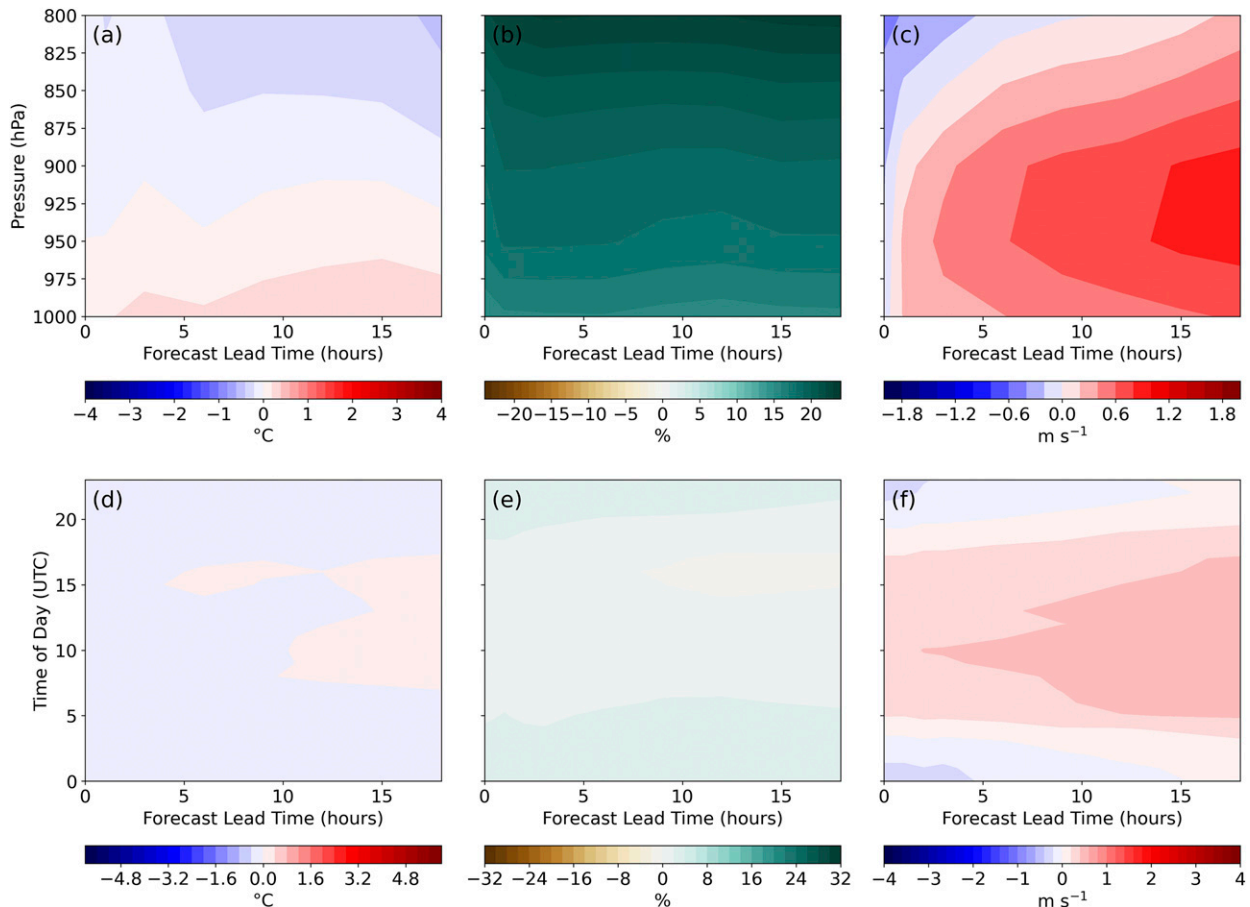 (a) (b) (c)
800
825
850
875
900
925
950
975
1000
Pressure (hPa)
0 5 10 15 0 5 10 15 0 5 10 15
Forecast Lead Time (hours) Forecast Lead Time (hours) Forecast Lead Time (hours)
−4 −3 −2 −1 0 1 2 3 4 −20 −15 −10 −5 0 5 10 15 20 −1.8 −1.2 −0.6 0.0 0.6 1.2 1.8
°C % m s⁻¹
(d) (e) (f)
20
15
10
5
0
Time of Day (UTC)
0 5 10 15 0 5 10 15 0 5 10 15
Forecast Lead Time (hours) Forecast Lead Time (hours) Forecast Lead Time (hours)
−4.8 −3.2 −1.6 0.0 1.6 3.2 4.8 −32 −24 −16 −8 0 8 16 24 32 −4 −3 −2 −1 0 1 2 3 4
°C % m s⁻¹